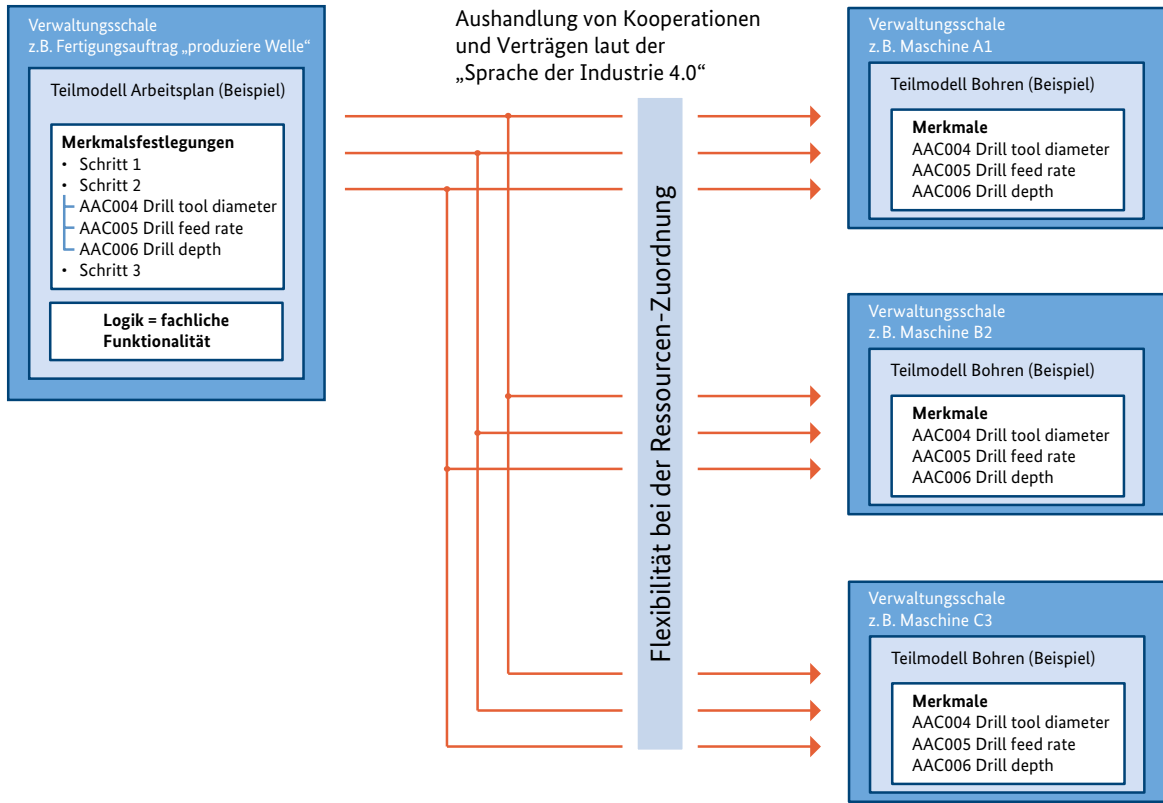 Verwaltungsschale
z.B. Fertigungsauftrag „produziere Welle“
Teilmodell Arbeitsplan (Beispiel)
Merkmalsfestlegungen
• Schritt 1
• Schritt 2
AAC004 Drill tool diameter
AAC005 Drill feed rate
AAC006 Drill depth
• Schritt 3
Logik = fachliche
Funktionalität
Aushandlung von Kooperationen
und Verträgen laut der
„Sprache der Industrie 4.0“
Flexibilität bei der Ressourcen-Zuordnung
Verwaltungsschale
z.B. Maschine A1
Teilmodell Bohren (Beispiel)
Merkmale
AAC004 Drill tool diameter
AAC005 Drill feed rate
AAC006 Drill depth
Verwaltungsschale
z.B. Maschine B2
Teilmodell Bohren (Beispiel)
Merkmale
AAC004 Drill tool diameter
AAC005 Drill feed rate
AAC006 Drill depth
Verwaltungsschale
z.B. Maschine C3
Teilmodell Bohren (Beispiel)
Merkmale
AAC004 Drill tool diameter
AAC005 Drill feed rate
AAC006 Drill depth